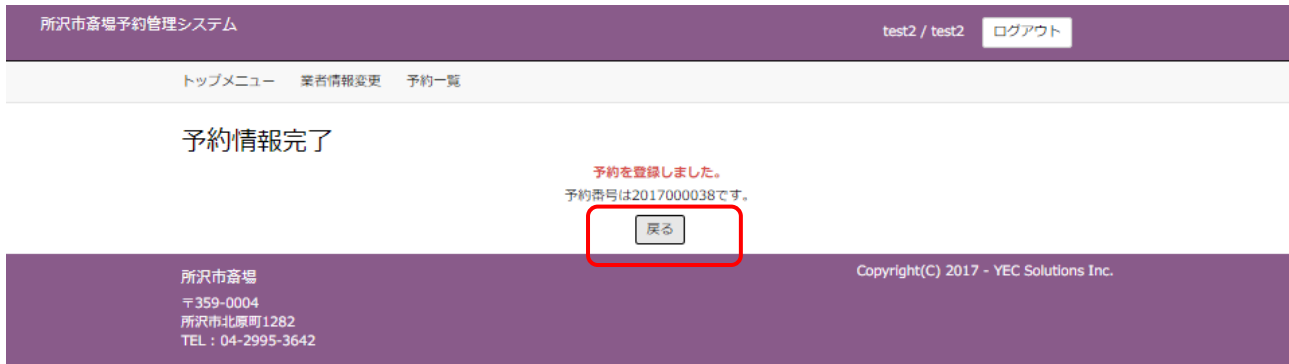 所沢市斎場予約管理システム
test2 / test2 ログアウト
トップメニュー 業者情報変更 予約一覧
予約情報完了
予約を登録しました。
予約番号は2017000038です。
戻る
所沢市斎場
〒359-0004
所沢市北原町1282
TEL : 04-2995-3642
Copyright(C) 2017 - YEC Solutions Inc.